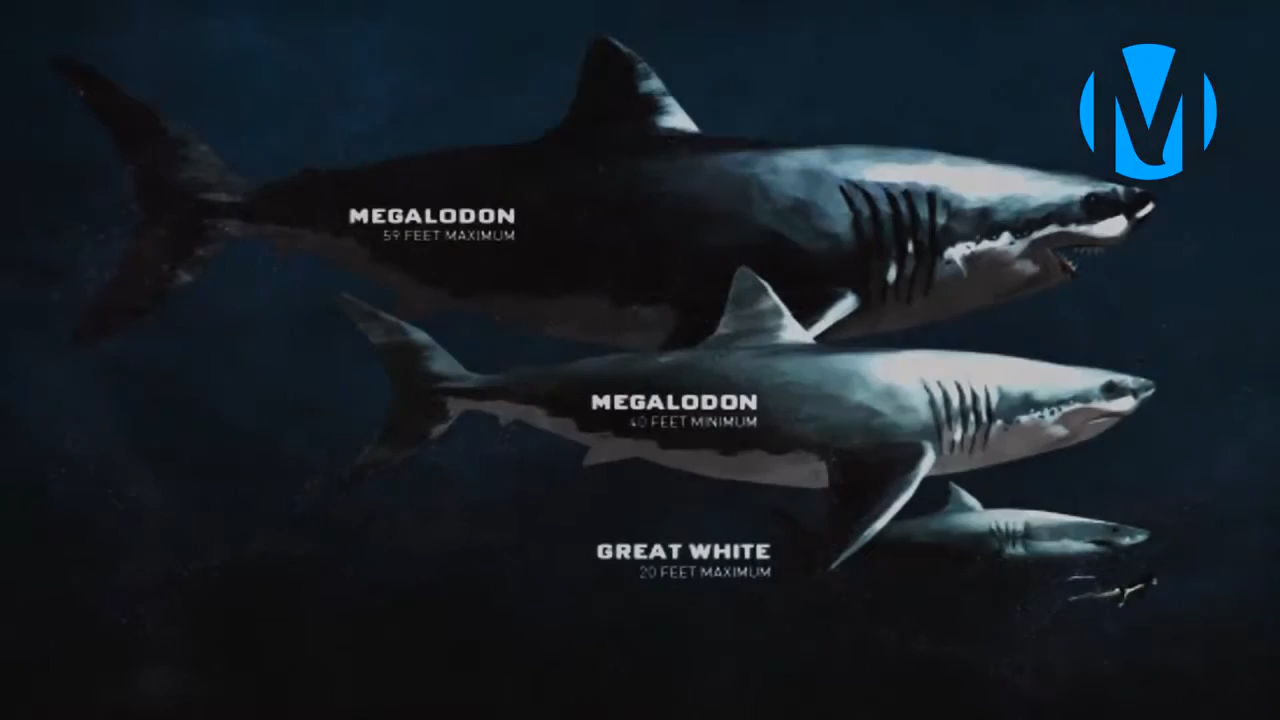 MEGALODON
59 FEET MAXIMUM
MEGALODON
40 FEET MINIMUM
GREAT WHITE
20 FEET MAXIMUM